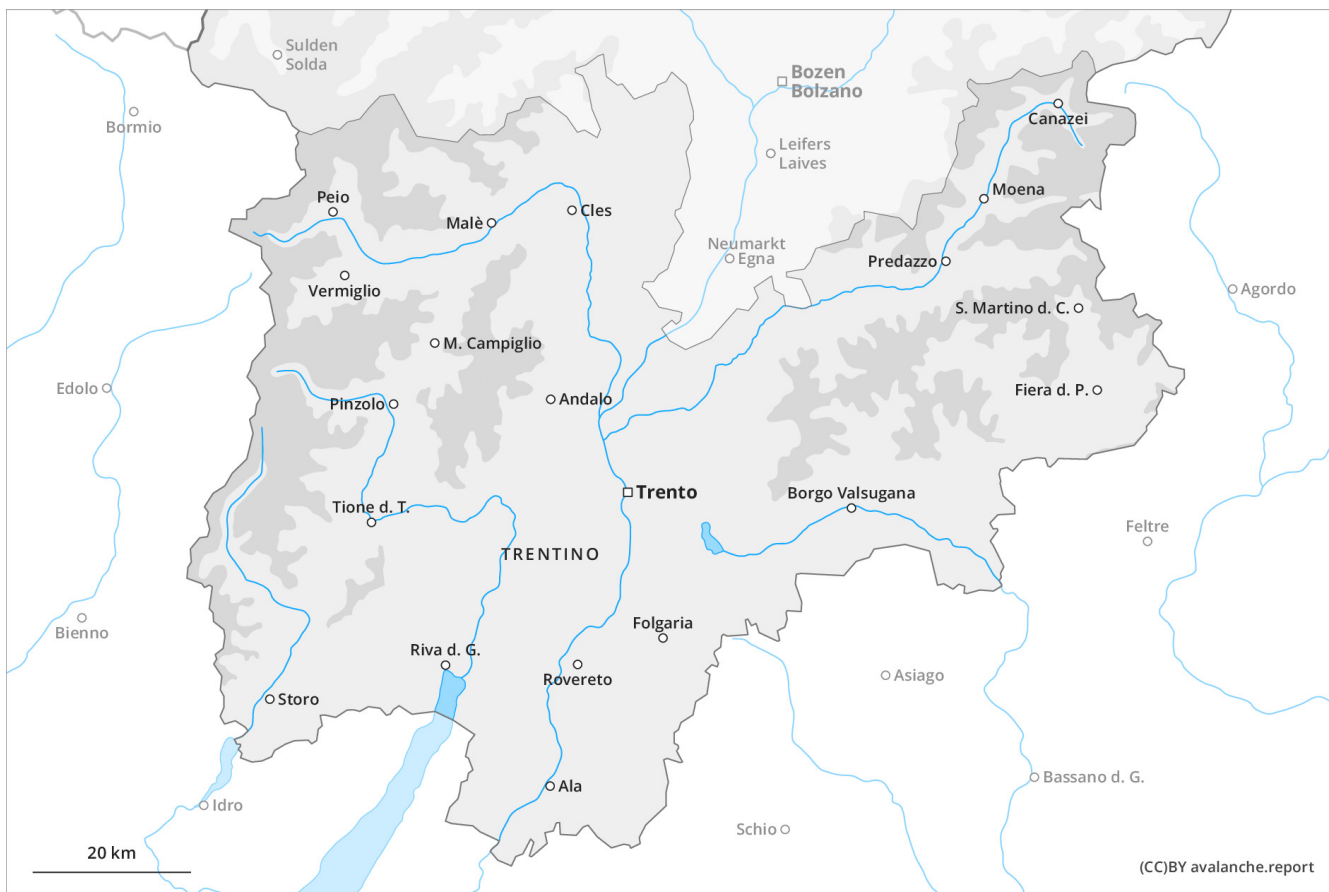 Sulden
Solda
Bozen
Bolzano
Bormio
Canazei
Leifers
Laives
Peio
Moena
Malè
Cles
Neumarkt
Egna
Predazzo
Vermiglio
Agordo
S. Martino d. C.
M. Campiglio
Edolo
Fiera d. P.
Pinzolo
Andalo
Trento
Borgo Valsugana
Tione d. T.
Feltre
TRENTINO
Bienno
Folgaria
Riva d. G.
Rovereto
Asiago
Storo
Bassano d. G.
Ala
Idro
Schio
20 km
(CC)BY avalanche.report